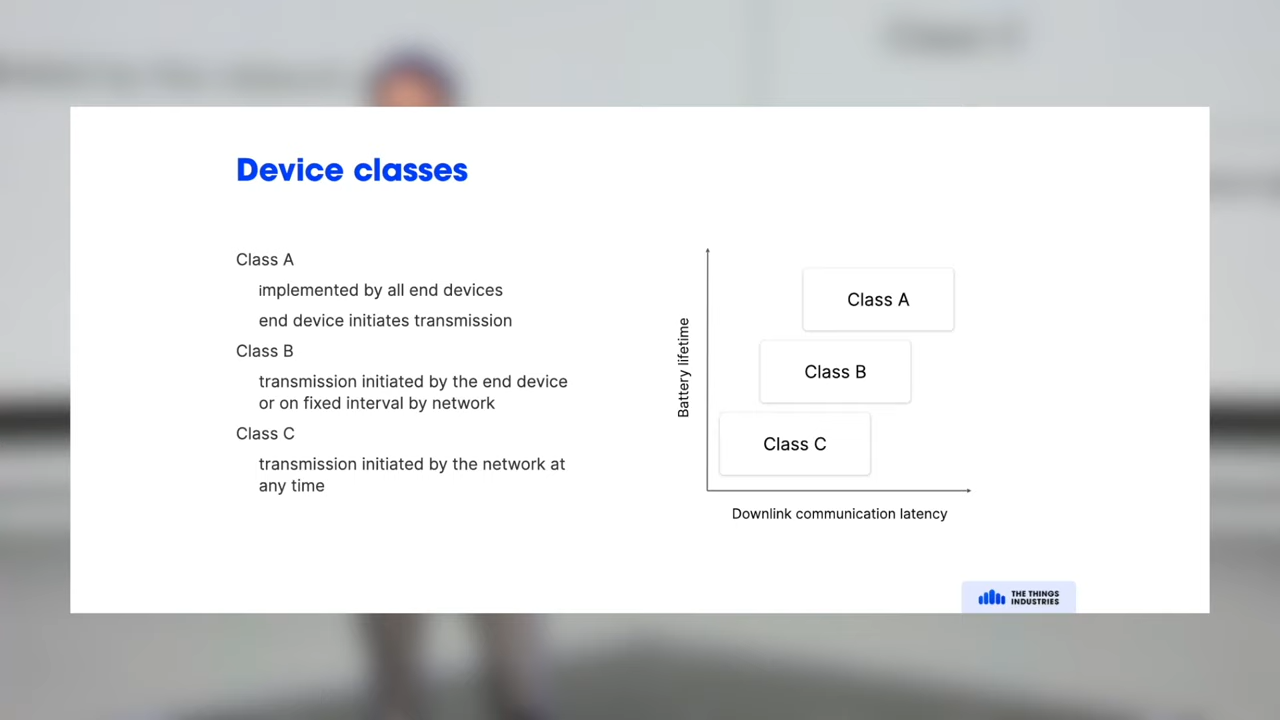 Device classes
Class A
implemented by all end devices
end device initiates transmission
Class B
transmission initiated by the end device
or on fixed interval by network
Class C
transmission initiated by the network at
any time
Battery lifetime
Class A
Class B
Class C
Downlink communication latency
THE THINGS
INDUSTRIES